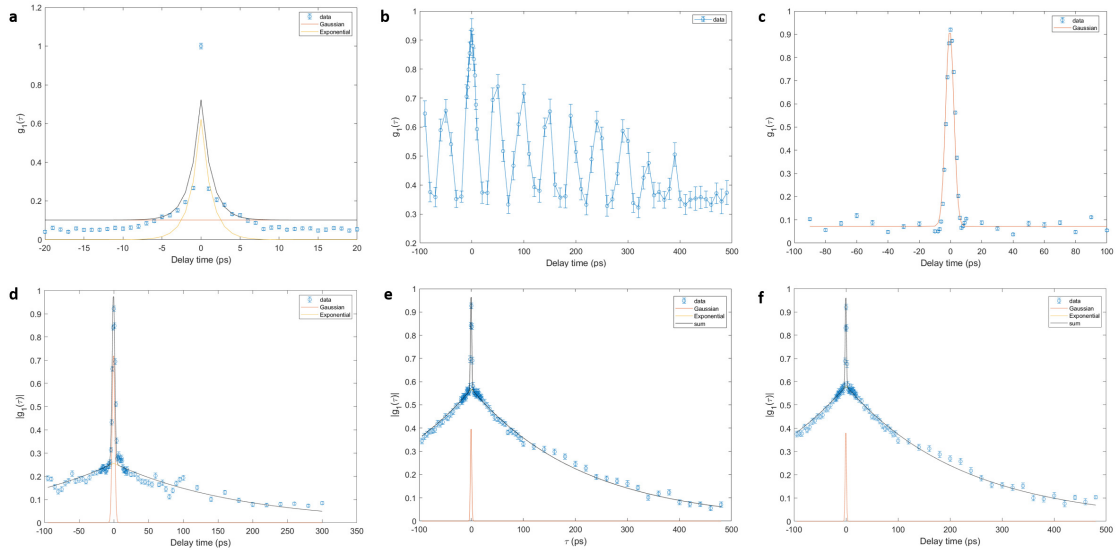 a
1.2
1
0.8
0.6
0.4
0.2
0
g1(τ)
-20 -15 -10 -5 0 5 10 15 20
Delay time (ps)
data
Gaussian
Exponential
b
1
0.9
0.8
0.7
0.6
0.5
0.4
0.3
0.2
g1(τ)
-100 0 100 200 300 400 500
Delay time (ps)
data
c
1
0.9
0.8
0.7
0.6
0.5
0.4
0.3
0.2
0.1
0
g1(τ)
-100 -80 -60 -40 -20 0 20 40 60 80 100
Delay time (ps)
data
Gaussian
d
1
0.9
0.8
0.7
0.6
0.5
0.4
0.3
0.2
0.1
0
|g1(τ)|
-100 -50 0 50 100 150 200 250 300 350
Delay time (ps)
data
Gaussian
Exponential
e
1
0.9
0.8
0.7
0.6
0.5
0.4
0.3
0.2
0.1
0
|g1(τ)|
-100 0 100 200 300 400 500
τ (ps)
data
Gaussian
Exponential
sum
f
1
0.9
0.8
0.7
0.6
0.5
0.4
0.3
0.2
0.1
0
|g1(τ)|
-100 0 100 200 300 400 500
Delay time (ps)
data
Gaussian
Exponential
sum